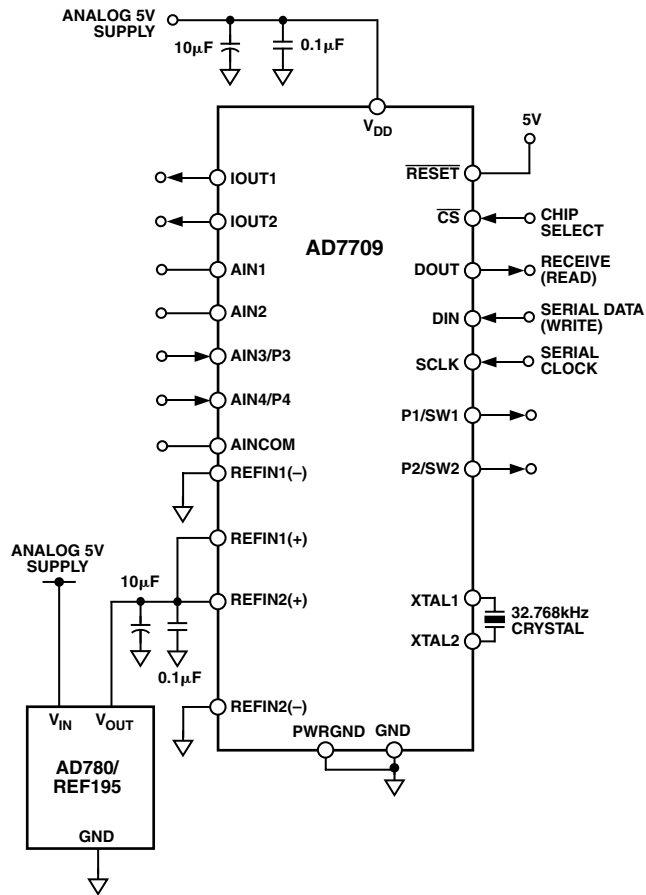 ANALOG 5V
SUPPLY
10µF
0.1µF
V_DD
5V
IOUT1
RESET
IOUT2
CS
CHIP
SELECT
AD7709
AIN1
DOUT
RECEIVE
(READ)
AIN2
DIN
SERIAL DATA
(WRITE)
AIN3/P3
SCLK
SERIAL
CLOCK
AIN4/P4
P1/SW1
AINCOM
P2/SW2
REFIN1(–)
REFIN1(+)
ANALOG 5V
SUPPLY
10µF
REFIN2(+)
XTAL1
32.768kHz
CRYSTAL
XTAL2
0.1µF
REFIN2(–)
V_IN
V_OUT
PWRGND
GND
AD780/
REF195
GND